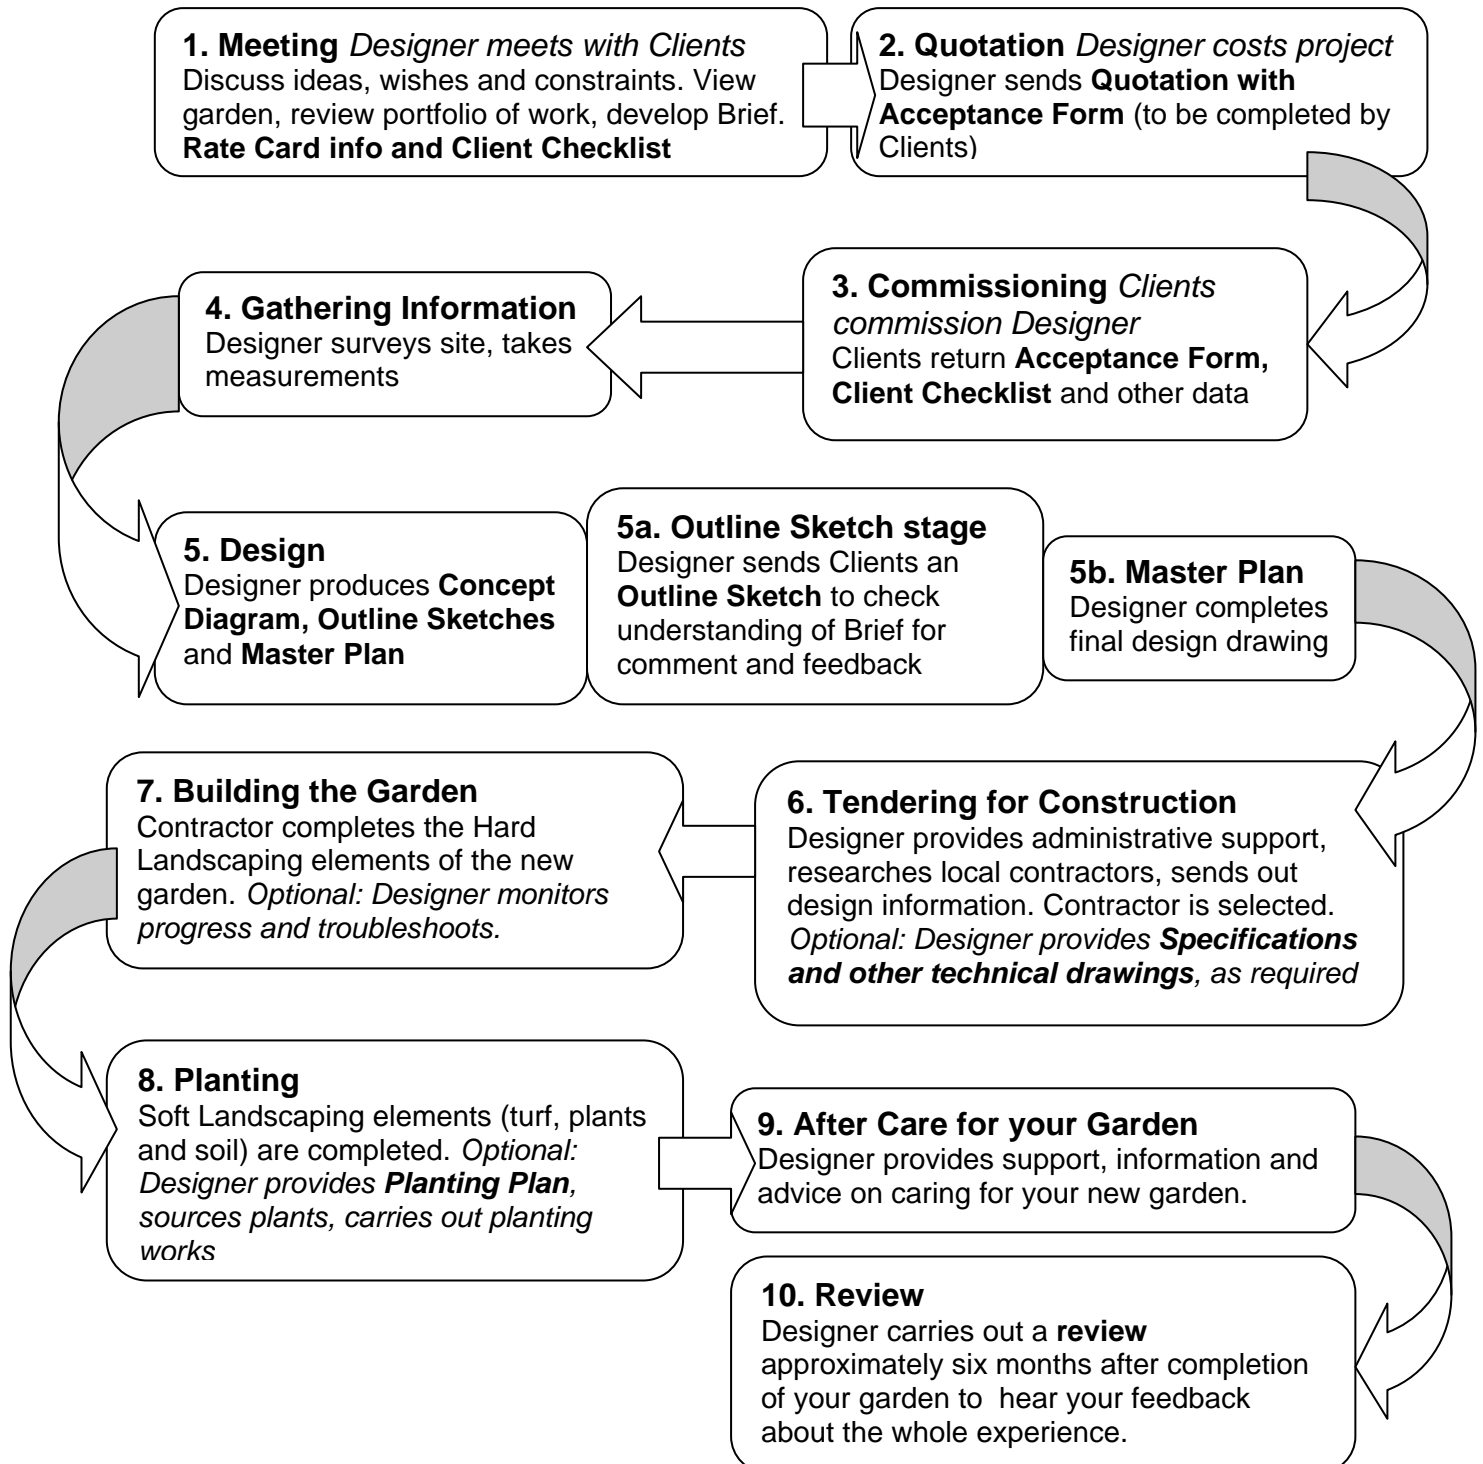 1. Meeting Designer meets with Clients
Discuss ideas, wishes and constraints. View
garden, review portfolio of work, develop Brief.
Rate Card info and Client Checklist
2. Quotation Designer costs project
Designer sends Quotation with
Acceptance Form (to be completed by
Clients)
3. Commissioning Clients
commission Designer
Clients return Acceptance Form,
Client Checklist and other data
4. Gathering Information
Designer surveys site, takes
measurements
5. Design
Designer produces Concept
Diagram, Outline Sketches
and Master Plan
5a. Outline Sketch stage
Designer sends Clients an
Outline Sketch to check
understanding of Brief for
comment and feedback
5b. Master Plan
Designer completes
final design drawing
6. Tendering for Construction
Designer provides administrative support,
researches local contractors, sends out
design information. Contractor is selected.
Optional: Designer provides Specifications
and other technical drawings, as required
7. Building the Garden
Contractor completes the Hard
Landscaping elements of the new
garden. Optional: Designer monitors
progress and troubleshoots.
8. Planting
Soft Landscaping elements (turf, plants
and soil) are completed. Optional:
Designer provides Planting Plan,
sources plants, carries out planting
works
9. After Care for your Garden
Designer provides support, information and
advice on caring for your new garden.
10. Review
Designer carries out a review
approximately six months after completion
of your garden to  hear your feedback
about the whole experience.